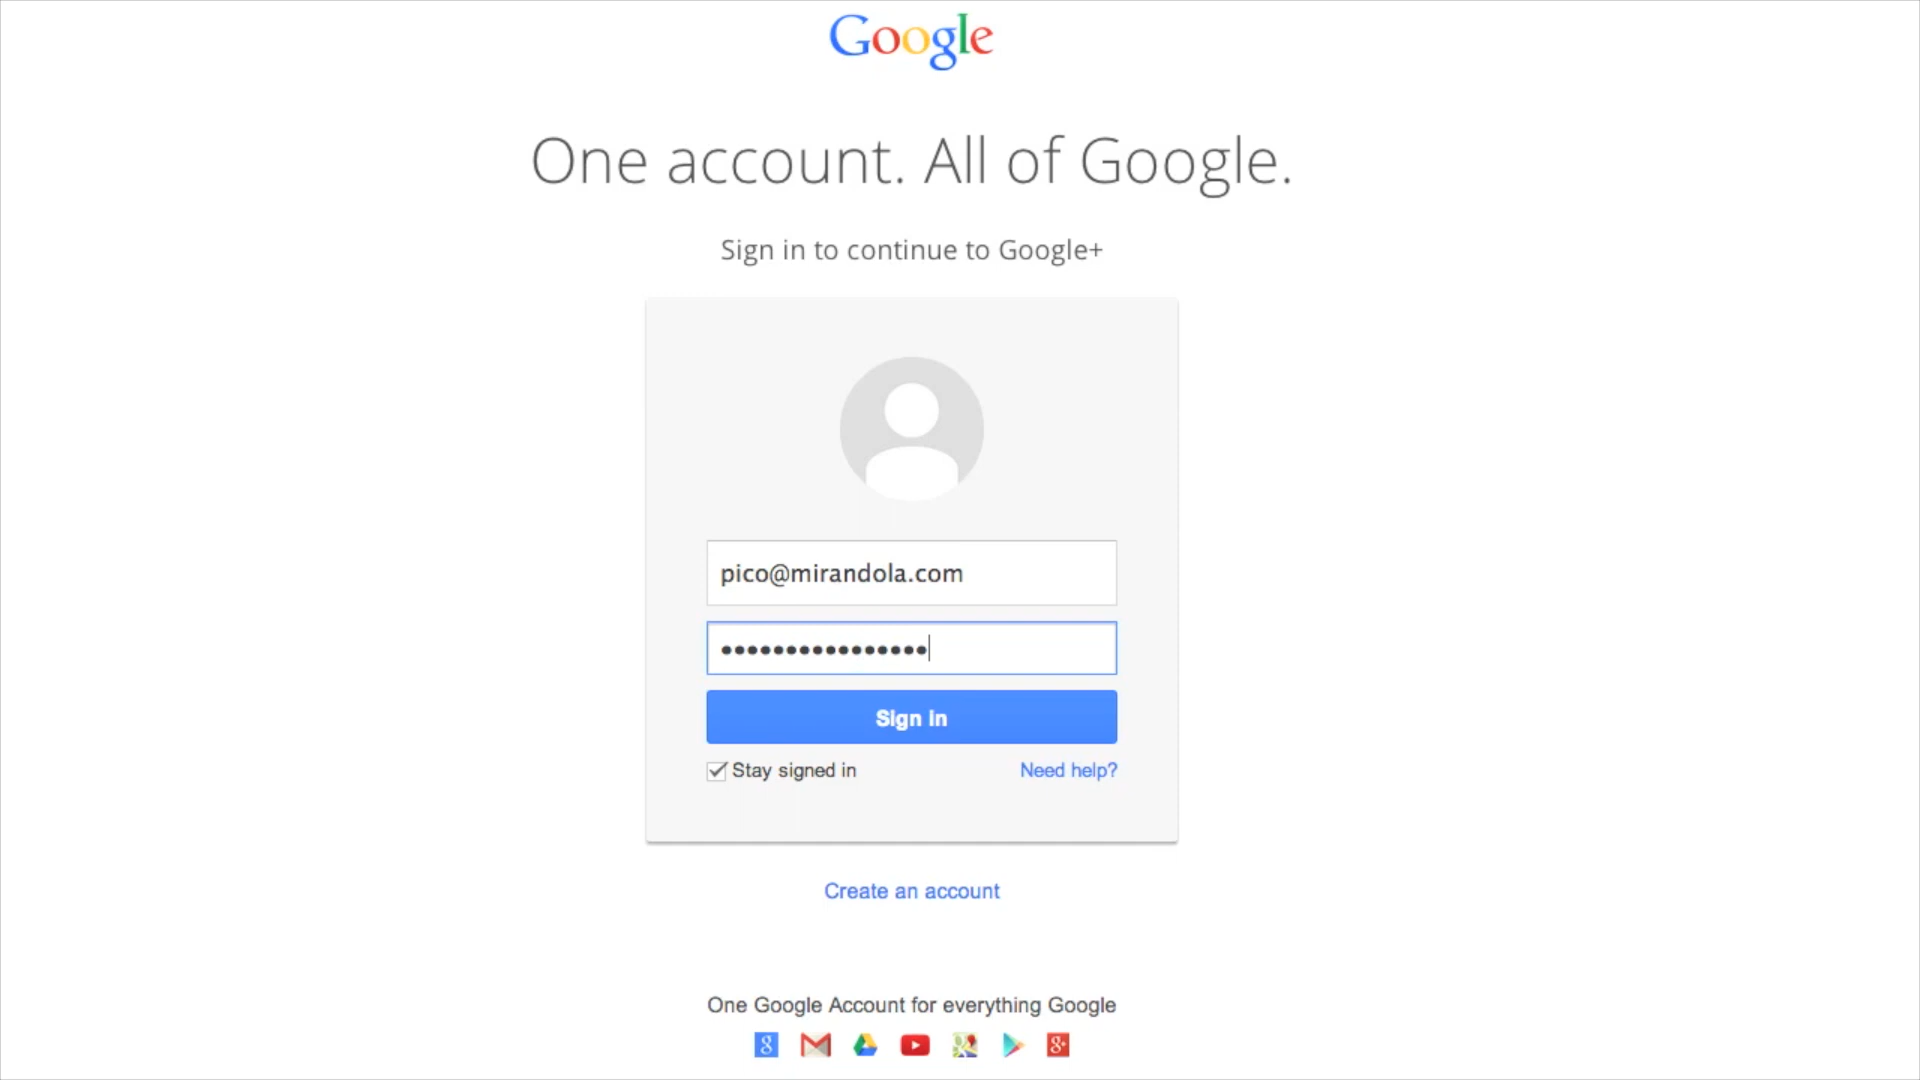 Google
One account. All of Google.
Sign in to continue to Google+
pico@mirandola.com
••••••••••••••••
Sign in
Stay signed in
Need help?
Create an account
One Google Account for everything Google